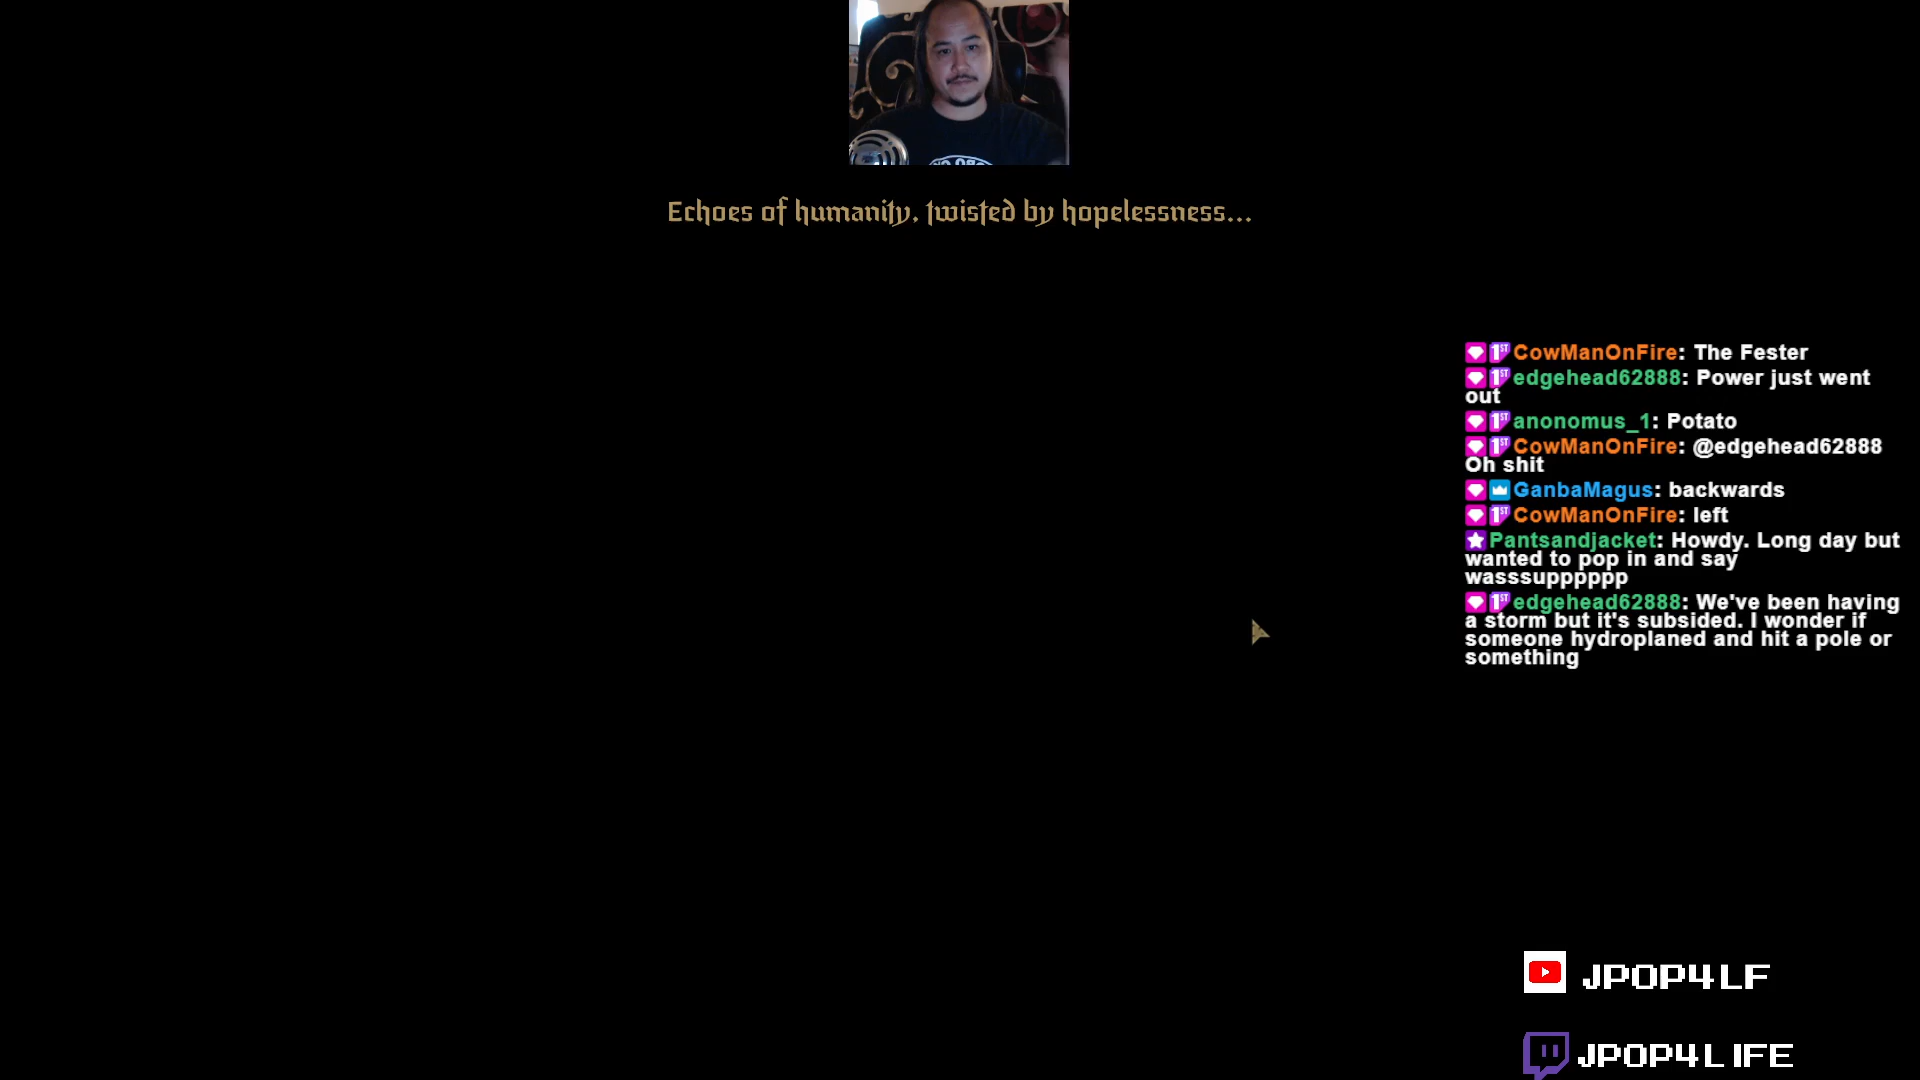 Echoes of humanity, twisted by hopelessness...
CowManOnFire: The Fester
edgehead62888: Power just went
out
anonomus_1: Potato
CowManOnFire: @edgehead62888
Oh shit
GanbaMagus: backwards
CowManOnFire: left
Pantsandjacket: Howdy. Long day but
wanted to pop in and say
wasssupppppp
edgehead62888: We've been having
a storm but it's subsided. I wonder if
someone hydroplaned and hit a pole or
something
JPOP4LF
JPOP4LIFE